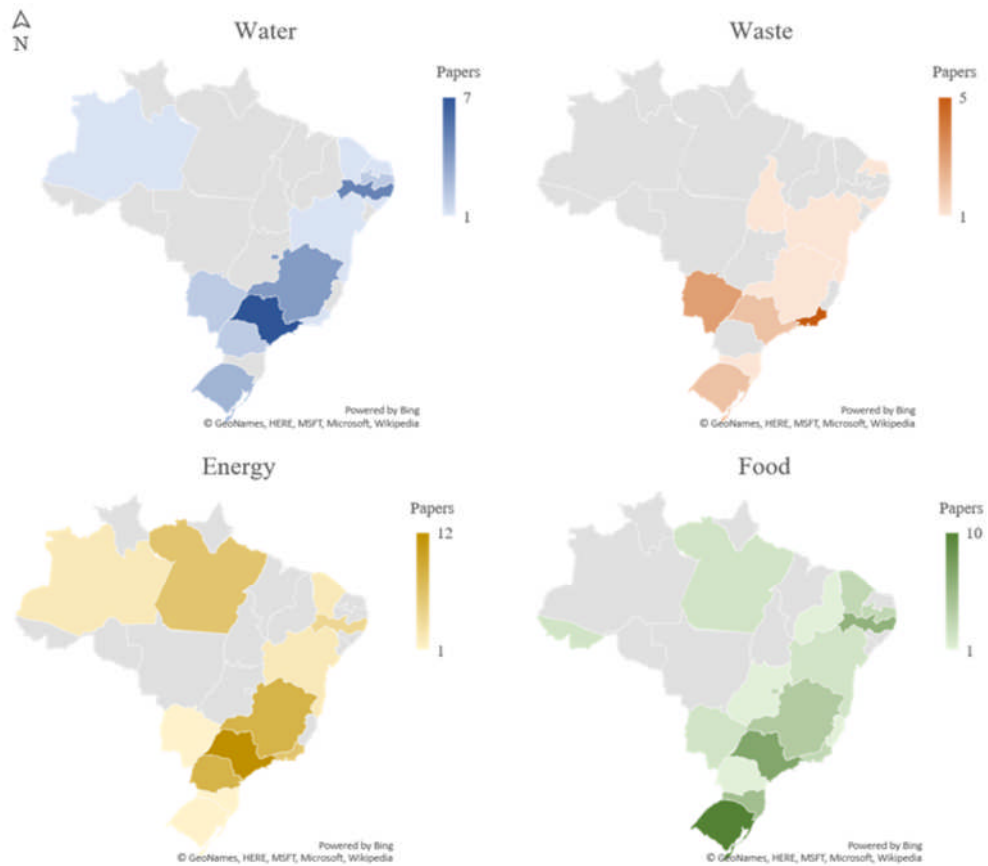 N
Water
Papers
7
1
Powered by Bing
© GeoNames, HERE, MSFT, Microsoft, Wikipedia
Waste
Papers
5
1
Powered by Bing
© GeoNames, HERE, MSFT, Microsoft, Wikipedia
Energy
Papers
12
1
Powered by Bing
© GeoNames, HERE, MSFT, Microsoft, Wikipedia
Food
Papers
10
1
Powered by Bing
© GeoNames, HERE, MSFT, Microsoft, Wikipedia